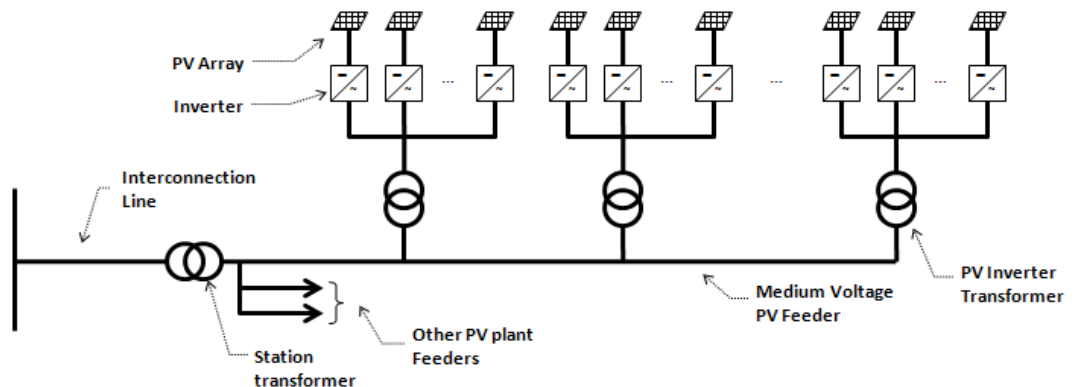 PV Array
Inverter
...
...
...
...
Interconnection
Line
PV Inverter
Transformer
Medium Voltage
PV Feeder
Other PV plant
Feeders
Station
transformer